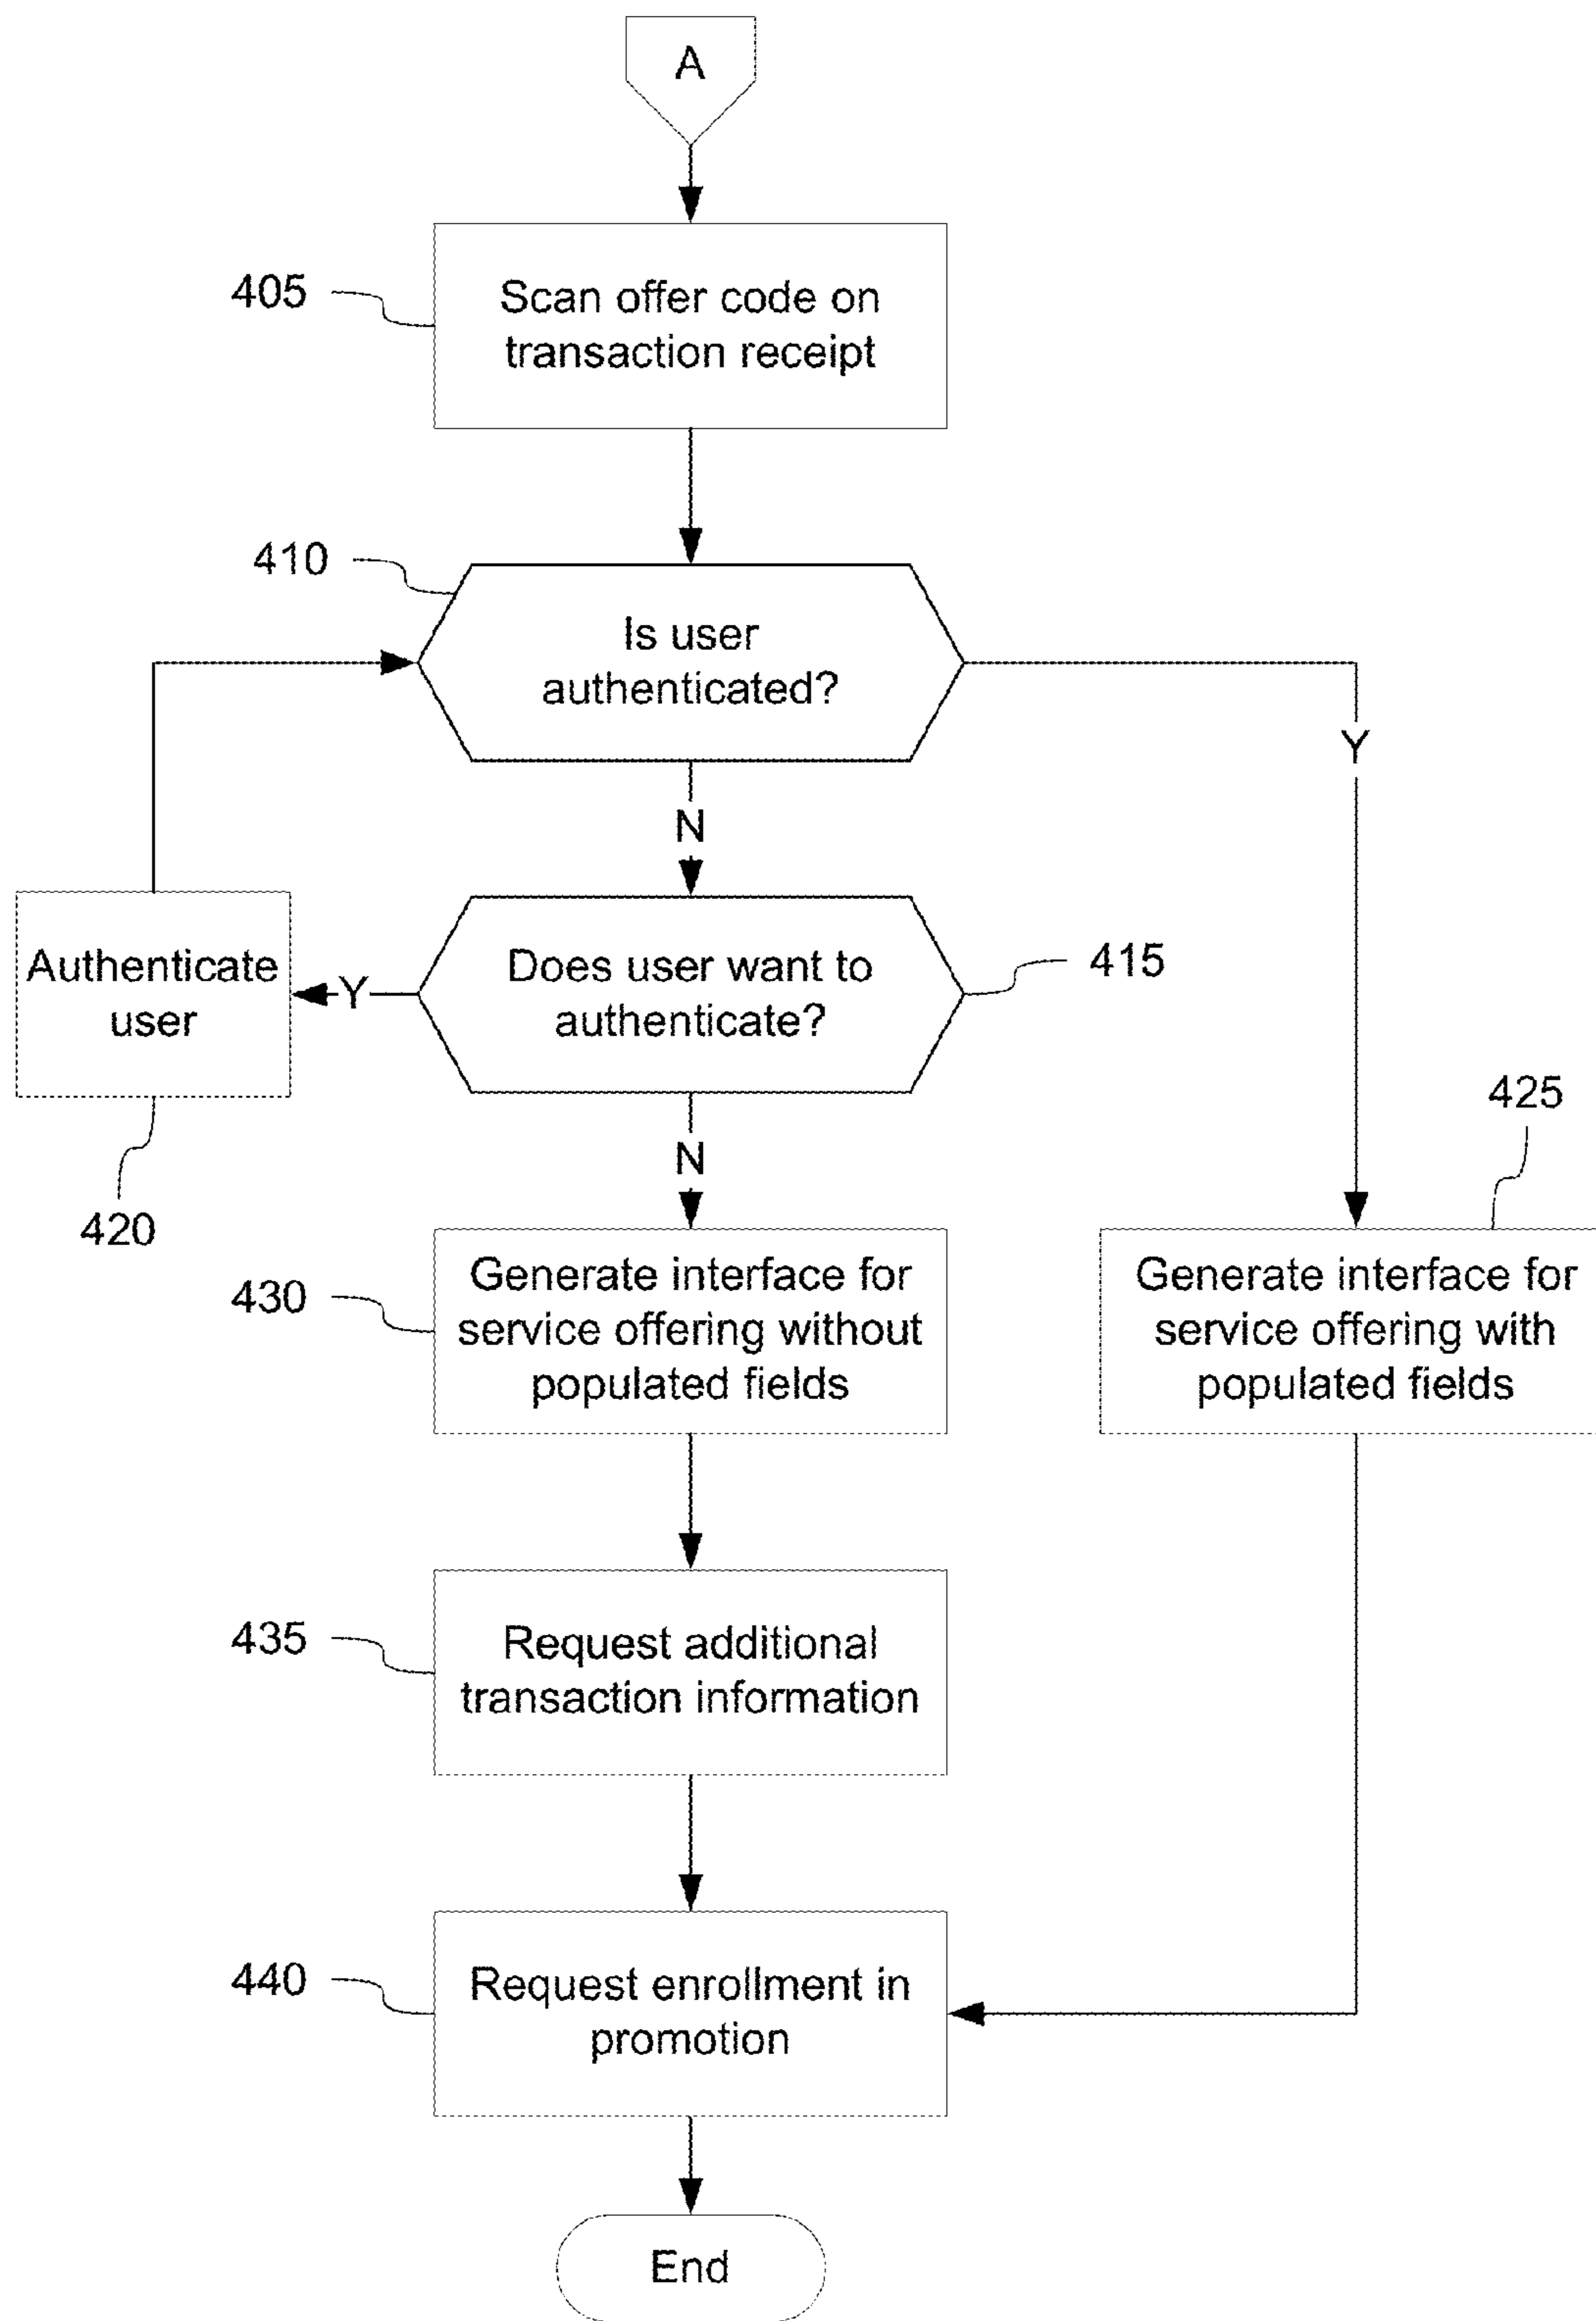 A
405
Scan offer code on
transaction receipt
410
Is user
authenticated?
Y
N
Authenticate
user
Y
Does user want to
authenticate?
415
420
N
425
430
Generate interface for
service offering without
populated fields
Generate interface for
service offering with
populated fields
435
Request additional
transaction information
440
Request enrollment in
promotion
End